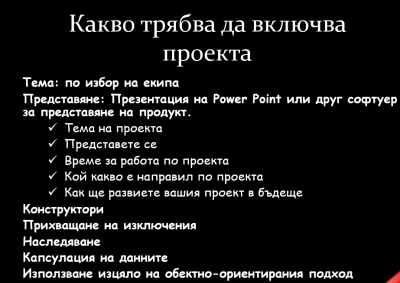 Какво трябва да включва
проекта
Тема: по избор на екипа
Представяне: Презентация на Power Point или друг софтуер
за представяне на продукт.
✓ Тема на проекта
✓ Представете се
✓ Време за работа по проекта
✓ Кой какво е направил по проекта
✓ Как ще развиете вашия проект в бъдеще
Конструктори
Прихващане на изключения
Наследяване
Капсулация на данните
Използване изцяло на обектно-ориентирания подход